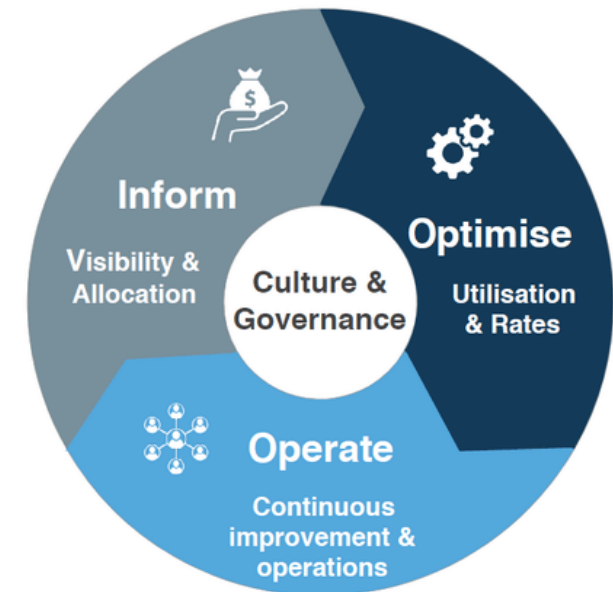 $
Inform
Visibility &
Allocation
Optimise
Utilisation
& Rates
Culture &
Governance
Operate
Continuous
improvement &
operations